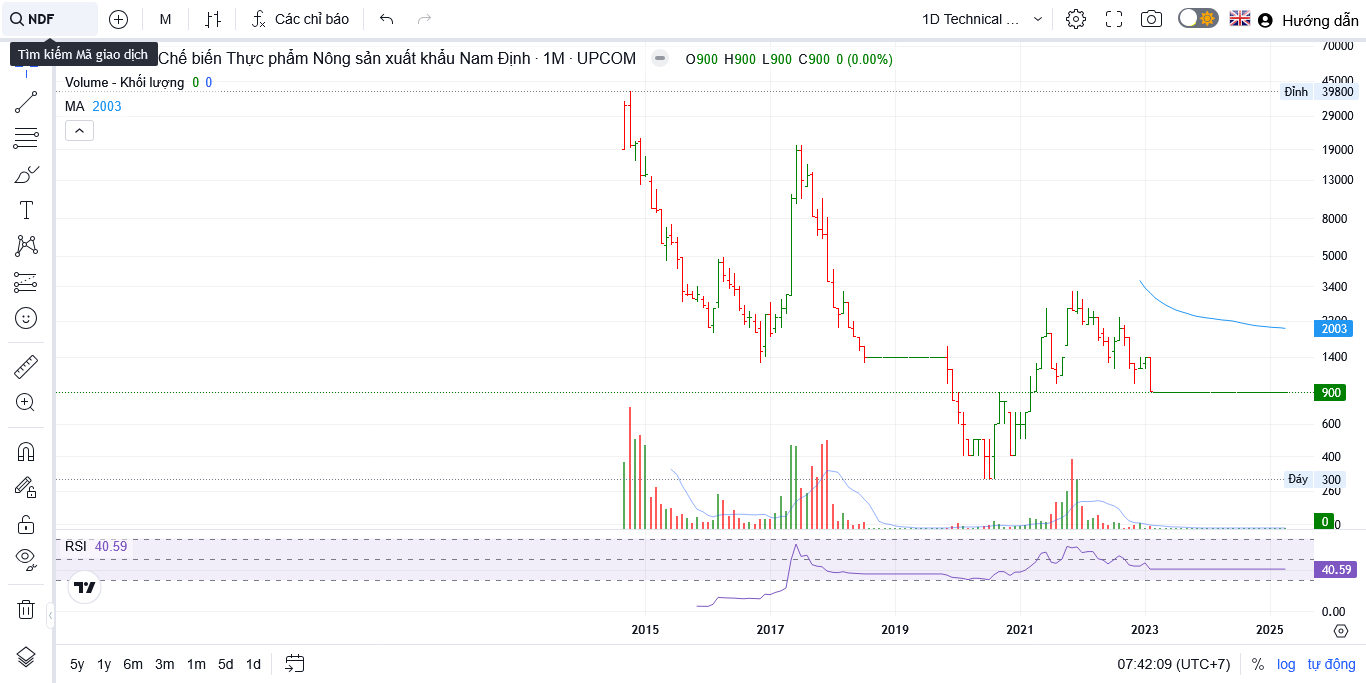 NDF
M
Các chỉ báo
1D Technical ...
Hướng dẫn
Tìm kiếm Mã giao dịch
Chế biến Thực phẩm Nông sản xuất khẩu Nam Định · 1M · UPCOM
O900 H900 L900 C900 0 (0.00%)
Volume - Khối lượng 0 0
MA 2003
70000
45000
Đỉnh 39800
29000
19000
13000
8000
5000
3400
2200
2003
1400
900
600
400
Đáy 300
260
0
0
RSI 40.59
40.59
0.00
2015 2017 2019 2021 2023 2025
5y 1y 6m 3m 1m 5d 1d
07:42:09 (UTC+7) % log tự động